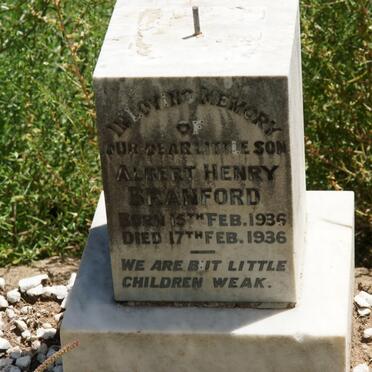 IN LOVING MEMORY
OF
OUR DEAR LITTLE SON
ALBERT HENRY
BRANFORD
BORN 15TH FEB. 1936
DIED 17TH FEB. 1936
WE ARE BUT LITTLE
CHILDREN WEAK.